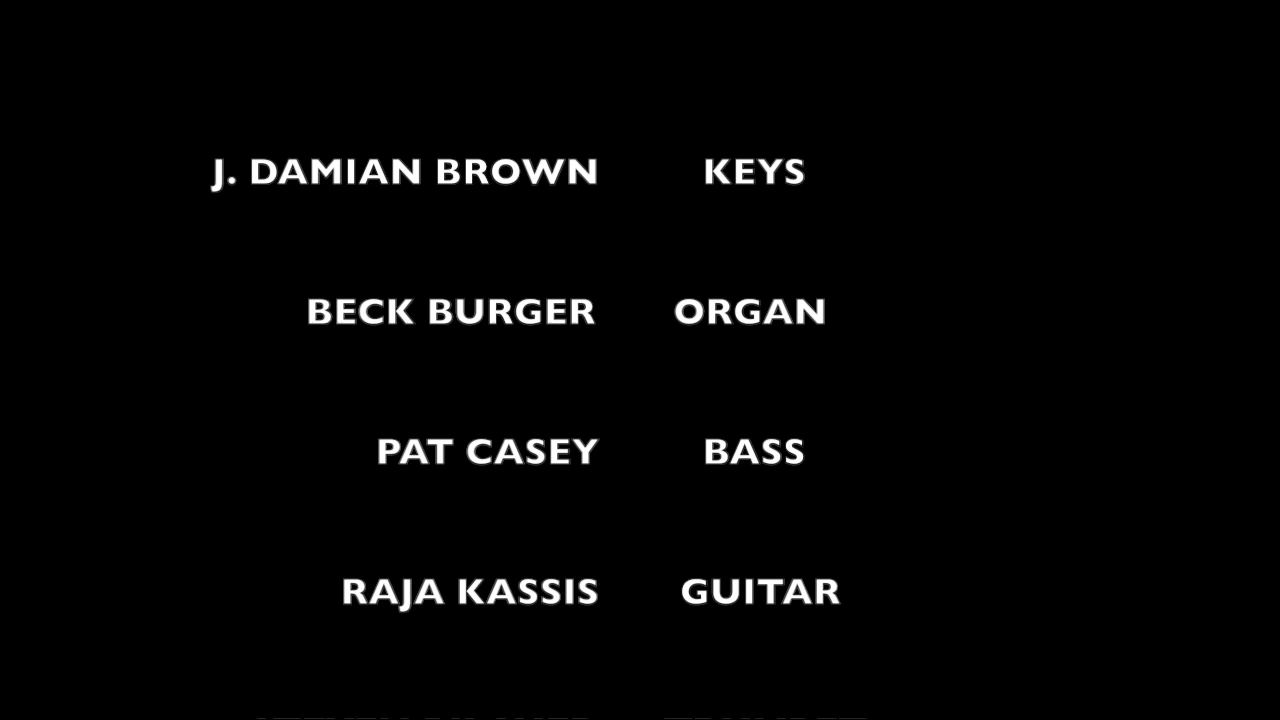 J. DAMIAN BROWN KEYS
BECK BURGER ORGAN
PAT CASEY BASS
RAJA KASSIS GUITAR